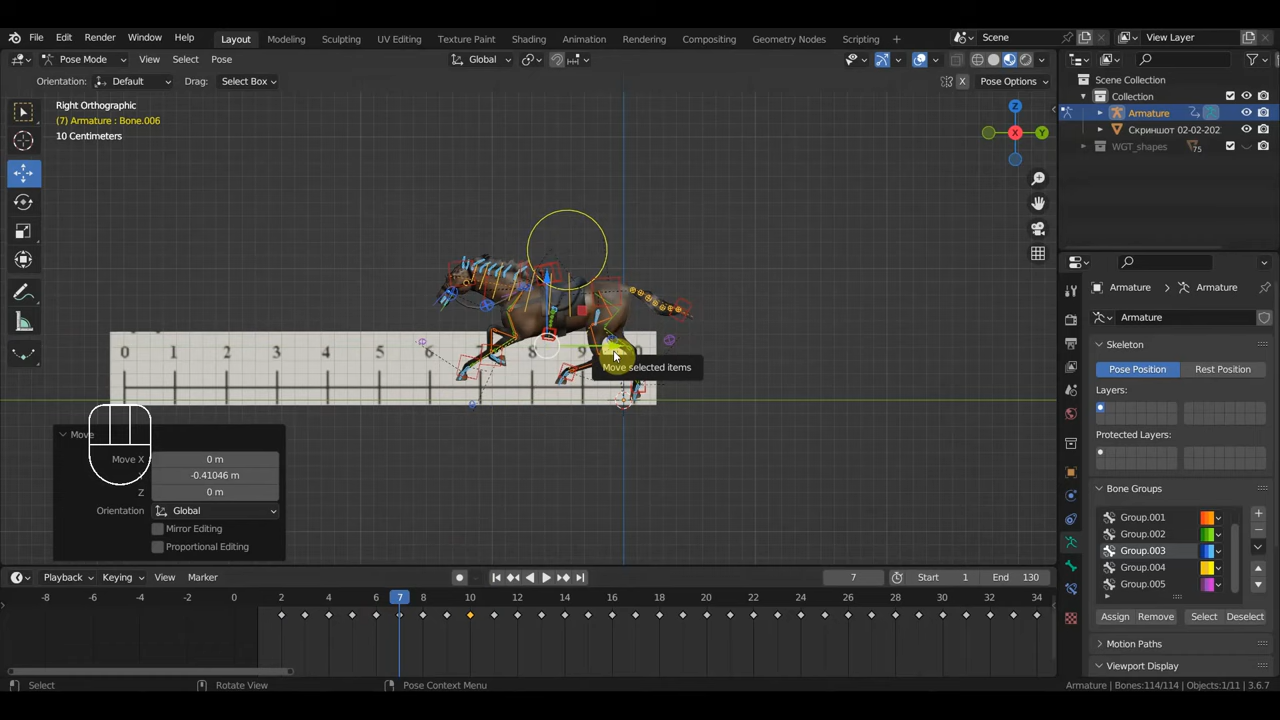 File Edit Render Window Help Layout Modeling Sculpting UV Editing Texture Paint Shading Animation Rendering Compositing Geometry Nodes Scripting + Scene View Layer
Pose Mode View Select Pose Global
Orientation: Default Drag: Select Box X Pose Options
Right Orthographic
(7) Armature : Bone.006
10 Centimeters
Z
Y
X
Scene Collection
Collection
Armature
Скриншот 02-02-202
WGT_shapes 75
Armature Armature
Armature
Skeleton
Pose Position Rest Position
Layers:
Protected Layers:
Bone Groups
Group.001
Group.002
Group.003
Group.004
Group.005
Assign Remove Select Deselect
Motion Paths
Viewport Display
0 1 2 3 4 5 6 7 8 9
Move selected items
Move
Move X 0 m
-0.41046 m
Z 0 m
Orientation Global
Mirror Editing
Proportional Editing
Playback Keying View Marker 7 Start 1 End 130
-8 -6 -4 -2 2 4 6 7 8 10 12 14 16 18 20 22 24 26 28 30 32 34
Select Rotate View Pose Context Menu Armature | Bones:114/114 | Objects:1/11 | 3.6.7